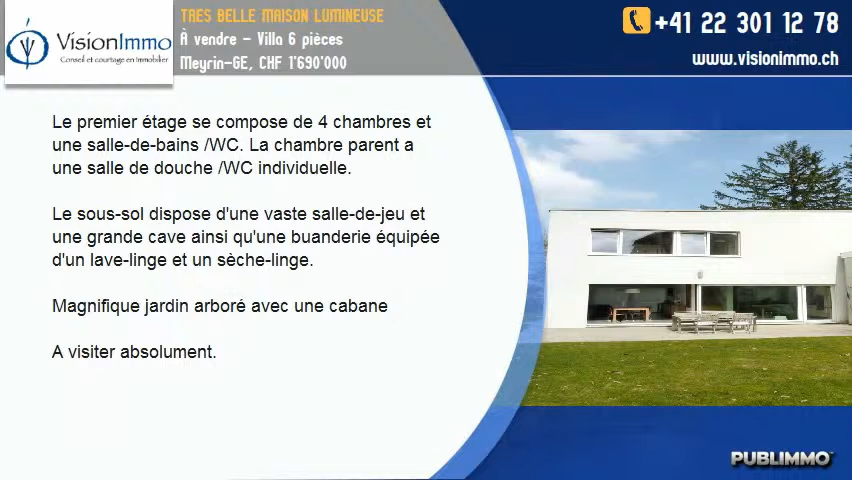 VisionImmo
Conseil et courtage en Immobilier
TRES BELLE MAISON LUMINEUSE
À vendre – Villa 6 pièces
Meyrin-GE, CHF 1'690'000
+41 22 301 12 78
www.visionimmo.ch
Le premier étage se compose de 4 chambres et
une salle-de-bains /WC. La chambre parent a
une salle de douche /WC individuelle.
Le sous-sol dispose d'une vaste salle-de-jeu et
une grande cave ainsi qu'une buanderie équipée
d'un lave-linge et un sèche-linge.
Magnifique jardin arboré avec une cabane
A visiter absolument.
PUBLIMMO